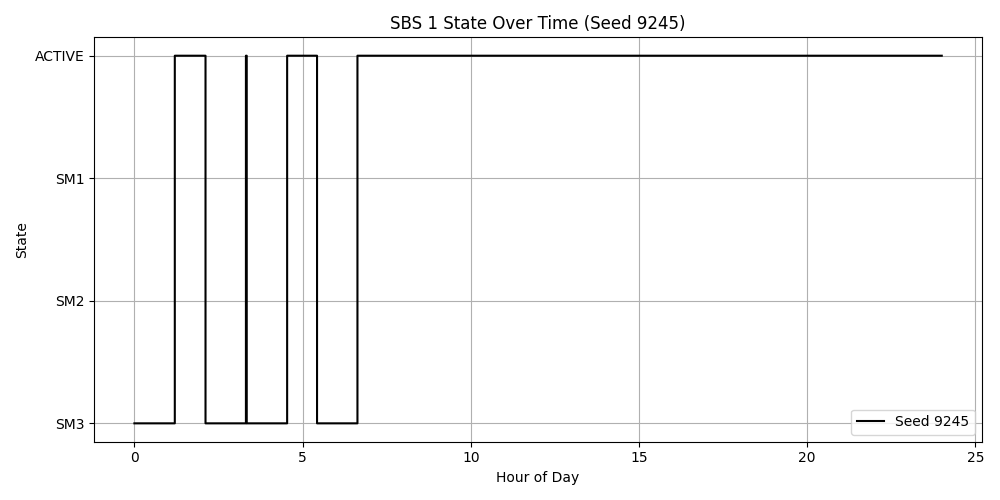 SBS 1 State Over Time (Seed 9245)
ACTIVE
SM1
SM2
SM3
State
0 5 10 15 20 25
Hour of Day
Seed 9245